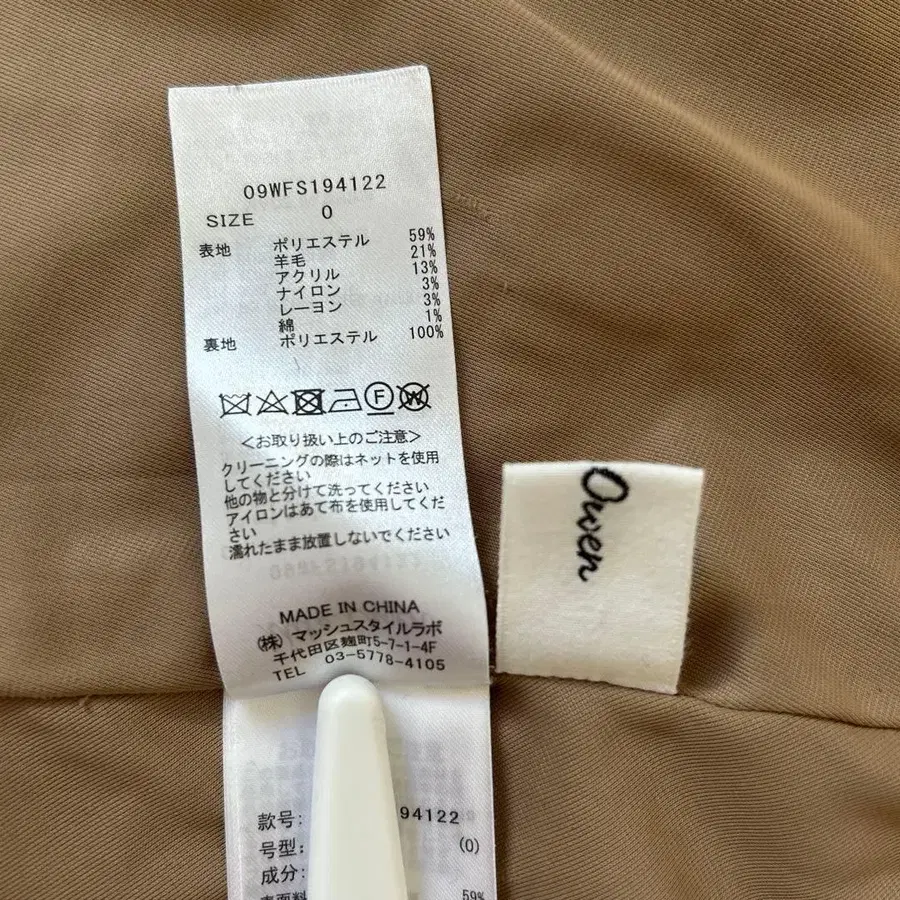 09WFS194122
SIZE 0
表地 ポリエステル 59%
羊毛 21%
アクリル 13%
ナイロン 3%
レーヨン 3%
綿 1%
裏地 ポリエステル 100%
F
W
<お取り扱い上のご注意>
クリーニングの際はネットを使用
してください
他の物と分けて洗ってください
アイロンはあて布を使用してくだ
さい
濡れたまま放置しないでください
MADE IN CHINA
(株) マッシュスタイルラボ
千代田区麹町5-7-1-4F
TEL 03-5778-4105
Owen
款号: 94122
号型: (0)
成分:
表面料 59%